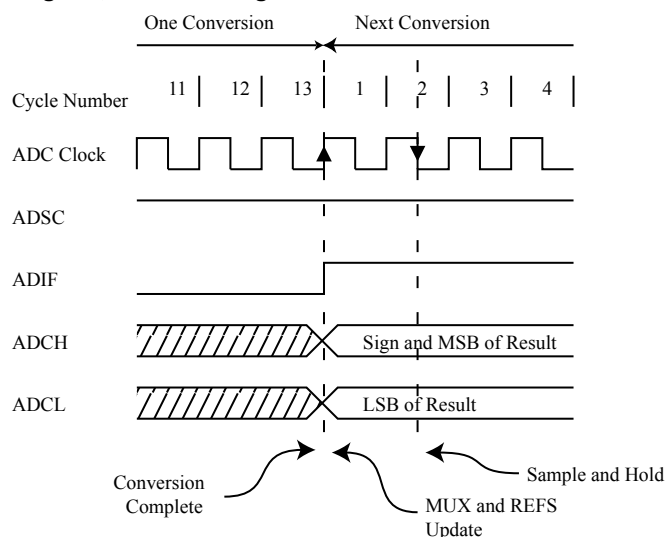 One Conversion Next Conversion
Cycle Number 11 12 13 1 2 3 4
ADC Clock
ADSC
ADIF
ADCH Sign and MSB of Result
ADCL LSB of Result
Conversion
Complete
MUX and REFS
Update
Sample and Hold